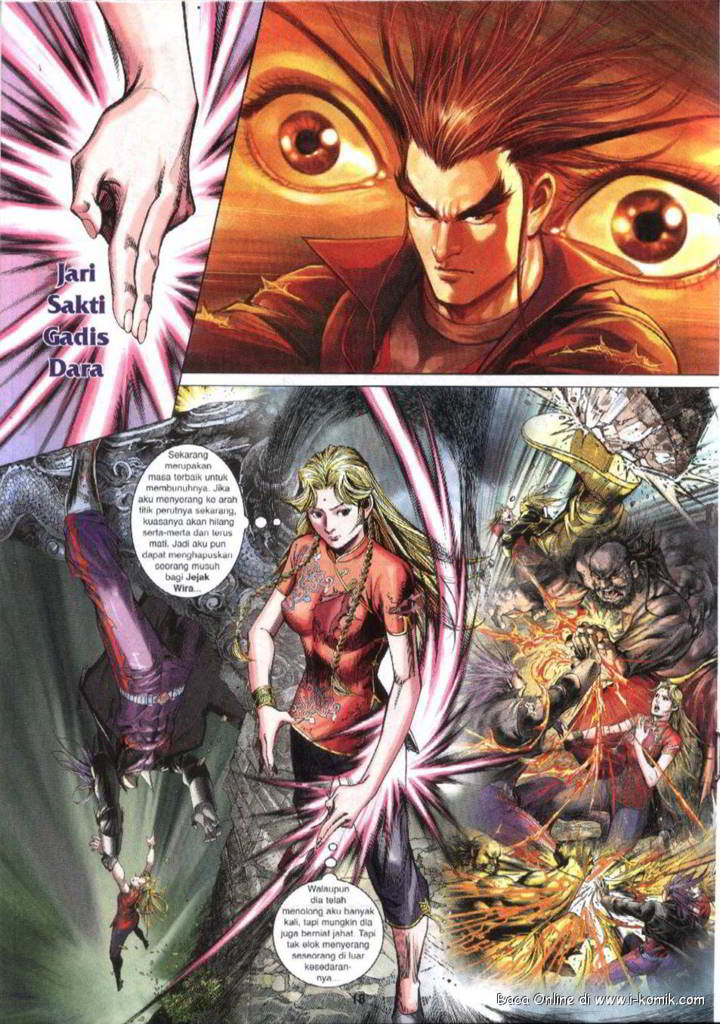 Jari
Sakti
Gadis
Dara
Sekarang
merupakan
masa terbaik untuk
membunuhnya. Jika
aku menyerang ke arah
titik perutnya sekarang,
kuasanya akan hilang
serta-merta dan terus
mati. Jadi aku pun
dapat menghapuskan
seorang musuh
bagi Jejak
Wira...
Walaupun
dia telah
menolong aku banyak
kali, tapi mungkin dia
juga berniat jahat. Tapi
tak elok menyerang
seseorang di luar
kesedaran-
nya...
18
Baca Online di www.i-komik.com